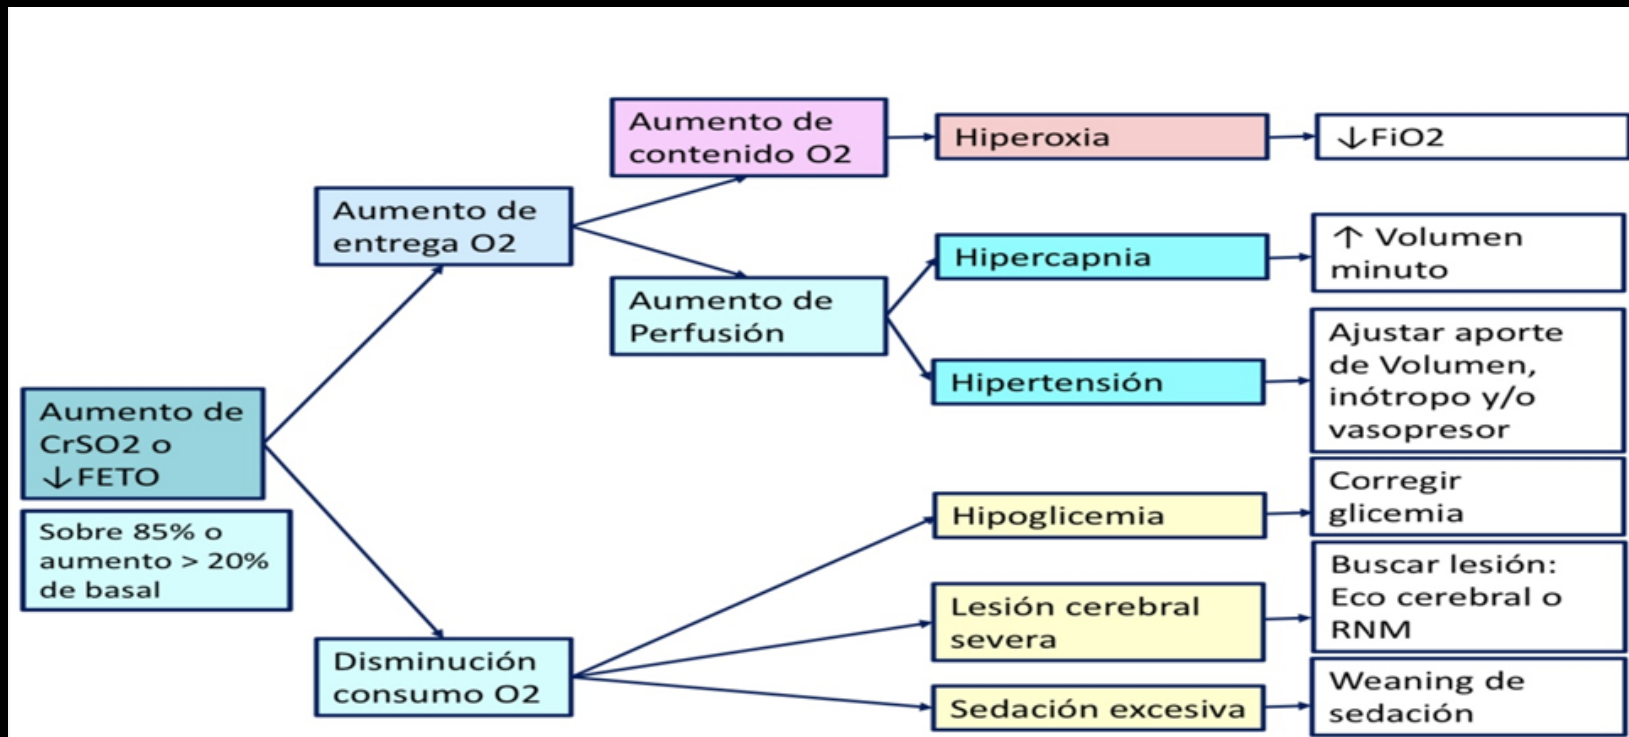 Aumento de
contenido O2
Hiperoxia
↓FiO2
Aumento de
entrega O2
Hipercapnia
↑ Volumen
minuto
Aumento de
Perfusión
Hipertensión
Ajustar aporte
de Volumen,
inótropo y/o
vasopresor
Aumento de
CrSO2 o
↓FETO
Sobre 85% o
aumento > 20%
de basal
Hipoglicemia
Corregir
glicemia
Lesión cerebral
severa
Buscar lesión:
Eco cerebral o
RNM
Disminución
consumo O2
Sedación excesiva
Weaning de
sedación